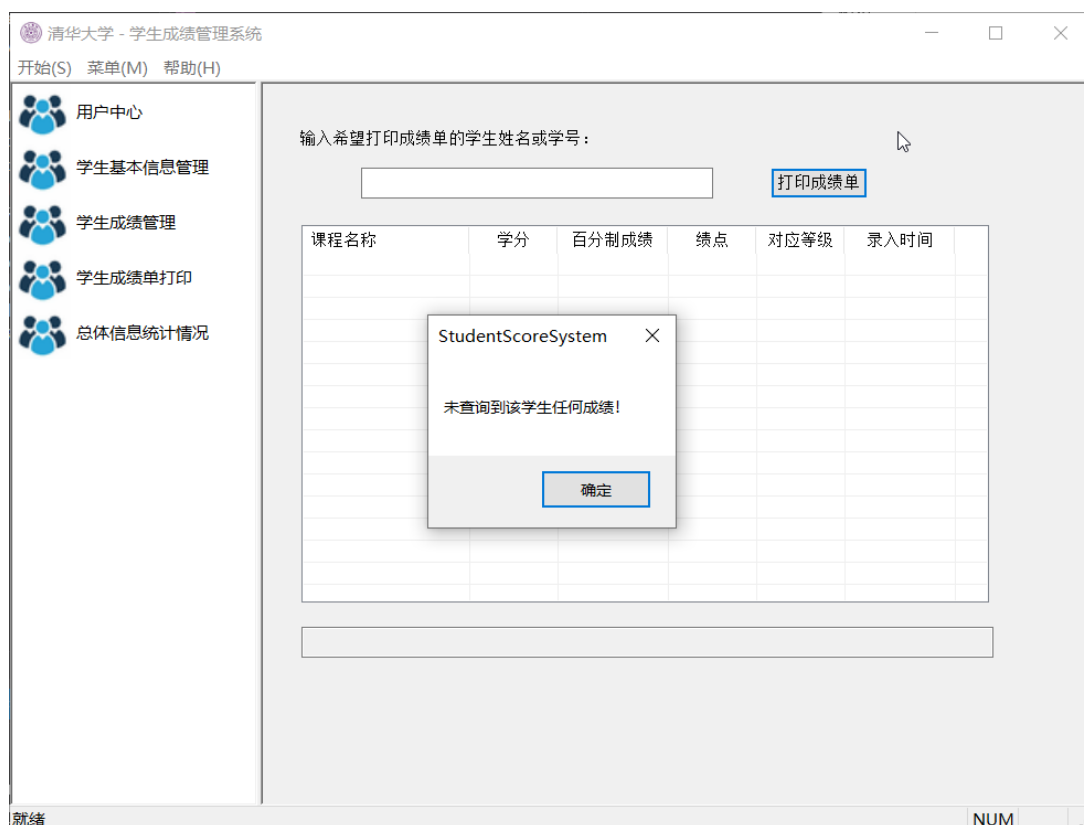 清华大学 - 学生成绩管理系统
开始(S) 菜单(M) 帮助(H)
用户中心
学生基本信息管理
学生成绩管理
学生成绩单打印
总体信息统计情况
输入希望打印成绩单的学生姓名或学号：
打印成绩单
课程名称 学分 百分制成绩 绩点 对应等级 录入时间
StudentScoreSystem
未查询到该学生任何成绩!
确定
就绪 NUM